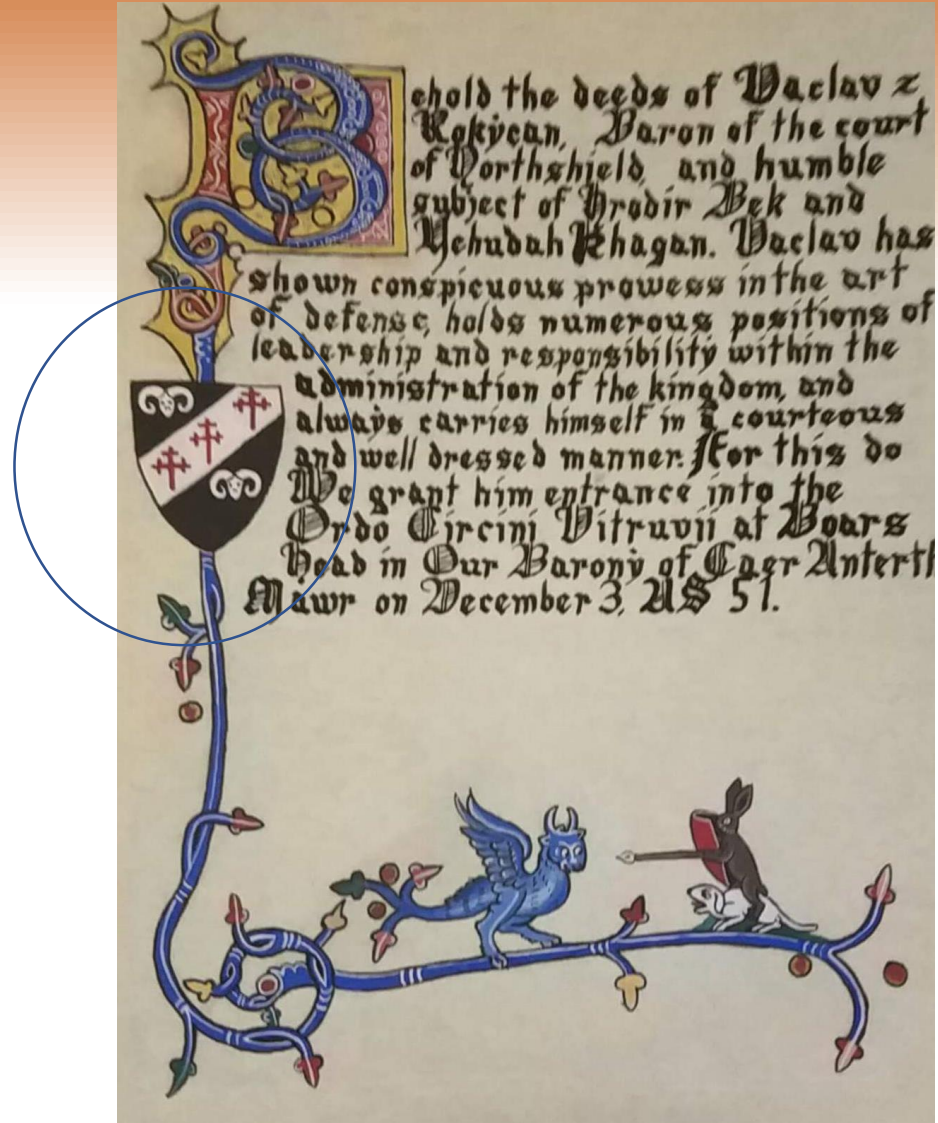 Behold the deeds of Vaclav z
Rokycan, Baron of the court
of Northshield, and humble
subject of Hrodir Bek and
Yehudah Khagan. Vaclav has
shown conspicuous prowess in the art
of defense, holds numerous positions of
leadership and responsibility within the
administration of the kingdom, and
always carries himself in a courteous
and well dressed manner. For this do
We grant him entrance into the
Ordo Circini Vitruvii at Boars
Head in Our Barony of Caer Anterth
Mawr on December 3, AS 51.